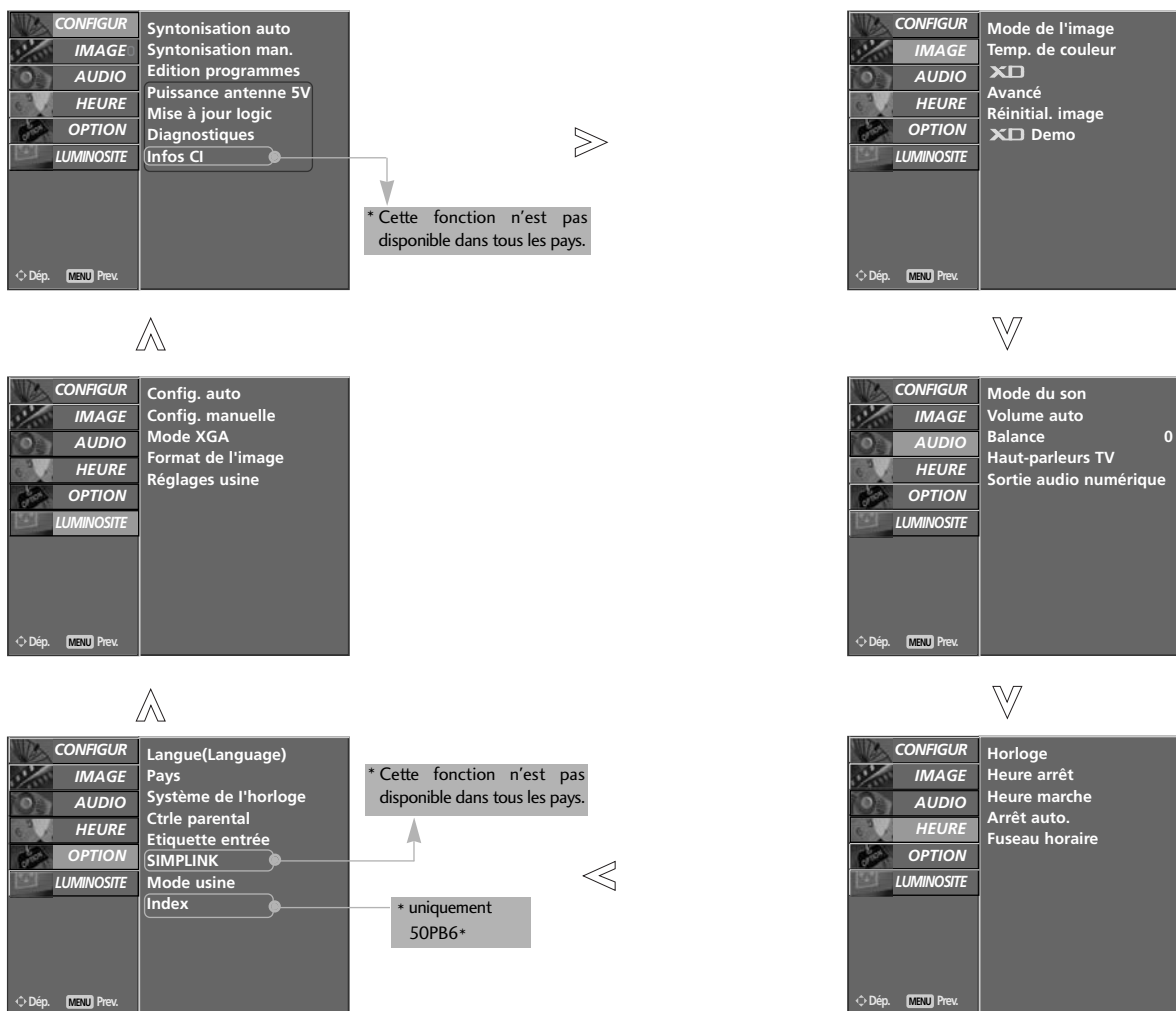 CONFIGUR
IMAGE
AUDIO
HEURE
OPTION
LUMINOSITE
Syntonisation auto
Syntonisation man.
Edition programmes
Puissance antenne 5V
Mise à jour logic
Diagnostiques
Infos CI
Dép. MENU Prev.
* Cette fonction n'est pas
disponible dans tous les pays.
CONFIGUR
IMAGE
AUDIO
HEURE
OPTION
LUMINOSITE
Mode de l'image
Temp. de couleur
XD
Avancé
Réinitial. image
XD Demo
Dép. MENU Prev.
CONFIGUR
IMAGE
AUDIO
HEURE
OPTION
LUMINOSITE
Config. auto
Config. manuelle
Mode XGA
Format de l'image
Réglages usine
Dép. MENU Prev.
CONFIGUR
IMAGE
AUDIO
HEURE
OPTION
LUMINOSITE
Mode du son
Volume auto
Balance 0
Haut-parleurs TV
Sortie audio numérique
Dép. MENU Prev.
CONFIGUR
IMAGE
AUDIO
HEURE
OPTION
LUMINOSITE
Langue(Language)
Pays
Système de l'horloge
Ctrle parental
Etiquette entrée
SIMPLINK
Mode usine
Index
Dép. MENU Prev.
* Cette fonction n'est pas
disponible dans tous les pays.
* uniquement
50PB6*
CONFIGUR
IMAGE
AUDIO
HEURE
OPTION
LUMINOSITE
Horloge
Heure arrêt
Heure marche
Arrêt auto.
Fuseau horaire
Dép. MENU Prev.